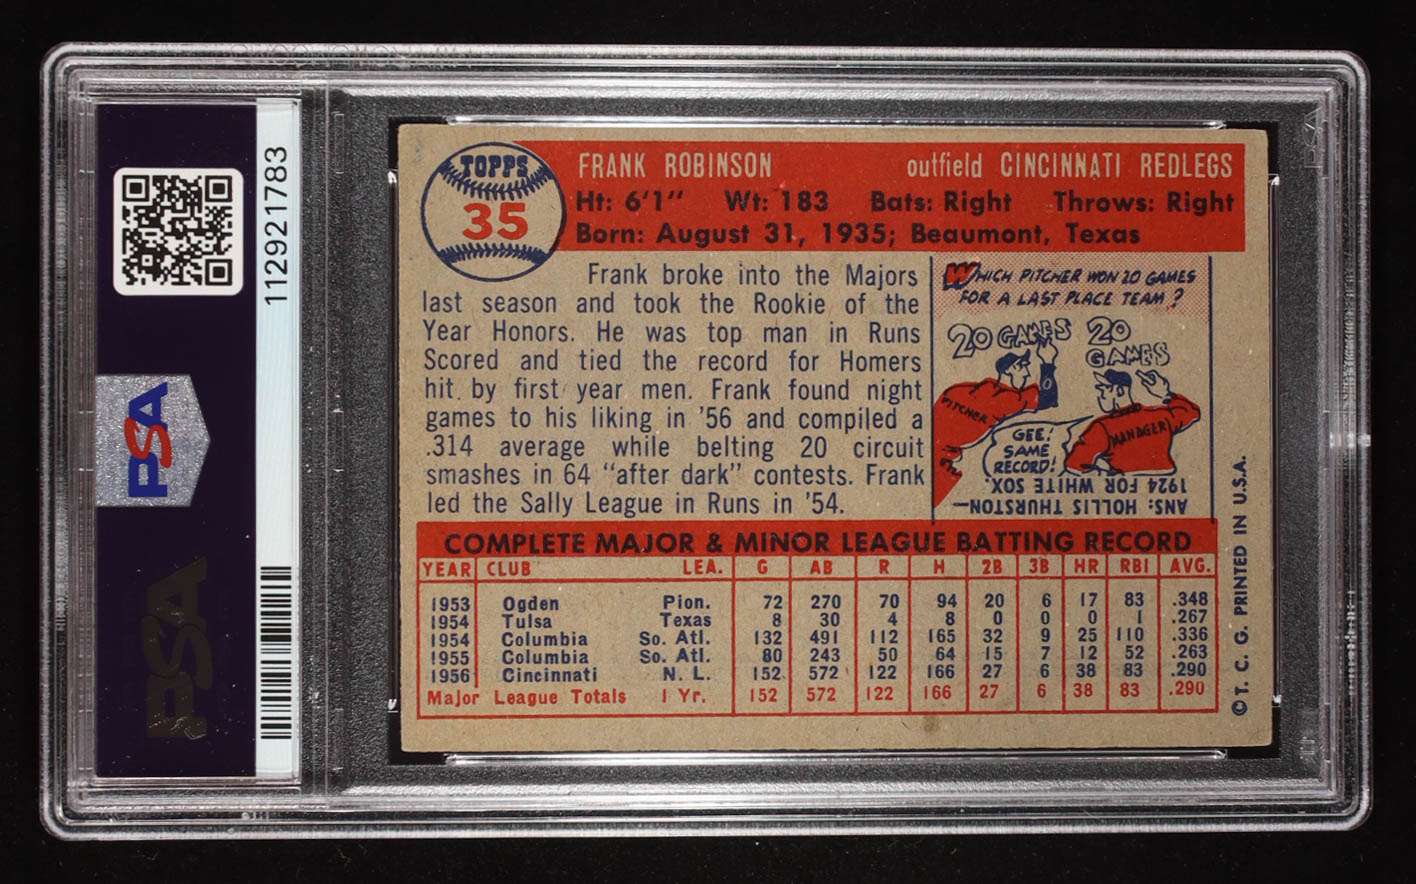 112921783
PSA
PSA
TOPPS
35
FRANK ROBINSON outfield CINCINNATI REDLEGS
Ht: 6'1" Wt: 183 Bats: Right Throws: Right
Born: August 31, 1935; Beaumont, Texas
Frank broke into the Majors
last season and took the Rookie of the
Year Honors. He was top man in Runs
Scored and tied the record for Homers
hit by first year men. Frank found night
games to his liking in '56 and compiled a
.314 average while belting 20 circuit
smashes in 64 "after dark" contests. Frank
led the Sally League in Runs in '54.
WHICH PITCHER WON 20 GAMES
FOR A LAST PLACE TEAM?
20 GAMES
20
GAMES
PITCHER
MANAGER
GEE!
SAME
RECORD!
ANS: HOLLIS THURSTON—
1924 FOR WHITE SOX.
COMPLETE MAJOR & MINOR LEAGUE BATTING RECORD
YEAR CLUB LEA. G AB R H 2B 3B HR RBI AVG.
1953 Ogden Pion. 72 270 70 94 20 6 17 83 .348
1954 Tulsa Texas 8 30 4 8 0 0 0 1 .267
1954 Columbia So. Atl. 132 491 112 165 32 9 25 110 .336
1955 Columbia So. Atl. 80 243 50 64 15 7 12 52 .263
1956 Cincinnati N. L. 152 572 122 166 27 6 38 83 .290
Major League Totals 1 Yr. 152 572 122 166 27 6 38 83 .290
© T. C. G. PRINTED IN U.S.A.